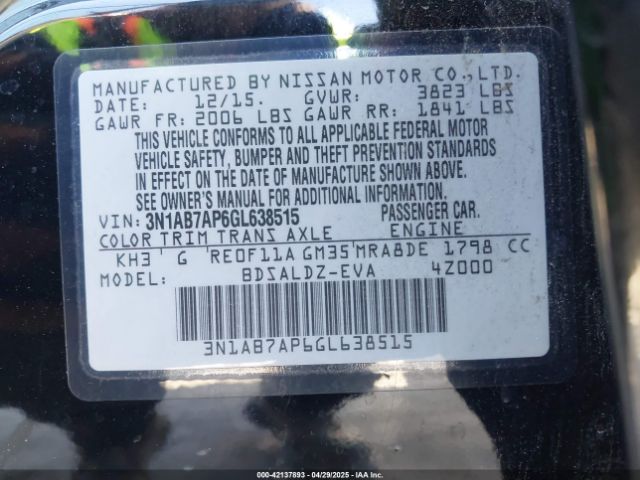 MANUFACTURED BY NISSAN MOTOR CO., LTD.
DATE: 12/15. GVWR: 3823 LBS
GAWR FR: 2006 LBS GAWR RR: 1841 LBS
THIS VEHICLE CONFORMS TO ALL APPLICABLE FEDERAL MOTOR
VEHICLE SAFETY, BUMPER AND THEFT PREVENTION STANDARDS
IN EFFECT ON THE DATE OF MANUFACTURE SHOWN ABOVE.
SEE OWNER'S MANUAL FOR ADDITIONAL INFORMATION.
VIN: 3N1AB7AP6GL638515 PASSENGER CAR.
COLOR TRIM TRANS AXLE ENGINE
KH3 G RE0F11A GM35 MRA8DE 1798 CC
MODEL: BDSALDZ-EVA 4Z000
3N1AB7AP6GL638515
000-42137893 - 04/29/2025 - IAAI.COM